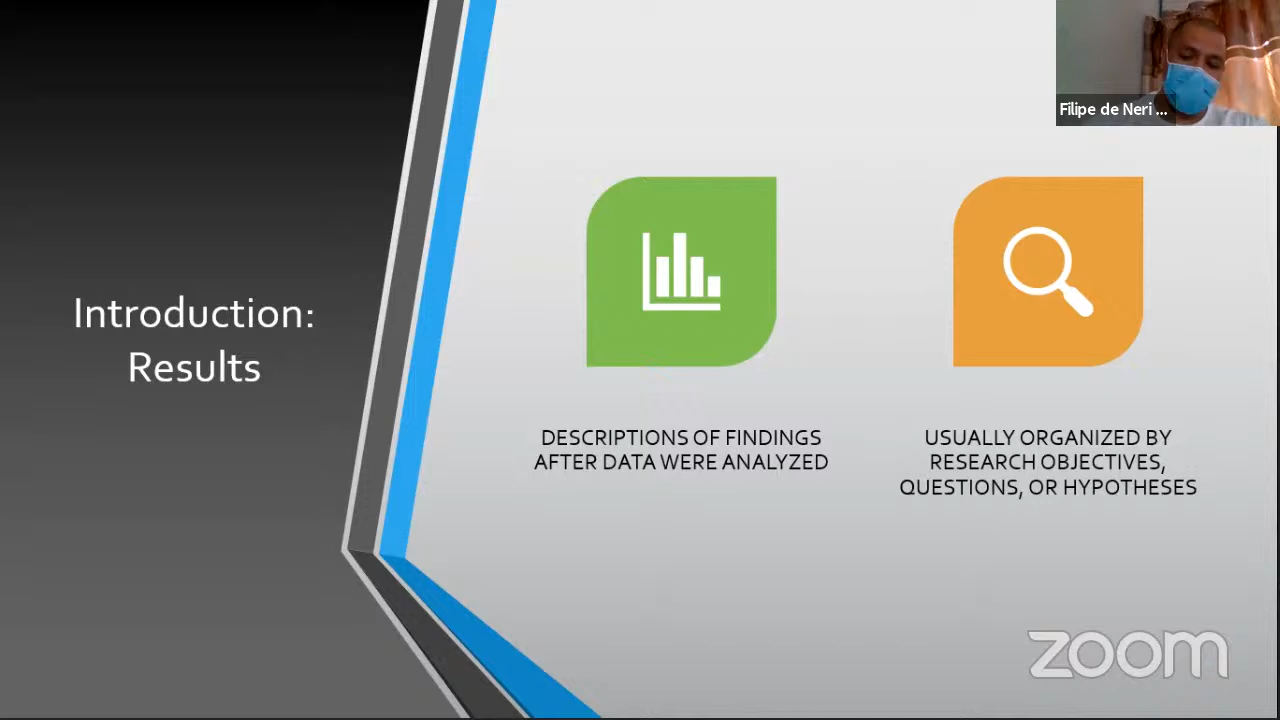 Filipe de Neri ...
Introduction:
Results
DESCRIPTIONS OF FINDINGS
AFTER DATA WERE ANALYZED
USUALLY ORGANIZED BY
RESEARCH OBJECTIVES,
QUESTIONS, OR HYPOTHESES
zoom